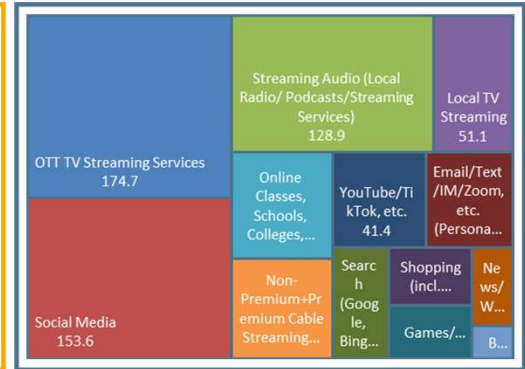 OTT TV Streaming Services
174.7
Social Media
153.6
Streaming Audio (Local
Radio/ Podcasts/Streaming
Services)
128.9
Local TV
Streaming
51.1
Online
Classes,
Schools,
Colleges,...
YouTube/Ti
kTok, etc.
41.4
Email/Text
/IM/Zoom,
etc.
(Persona...
Non-
Premium+Pr
emium Cable
Streaming...
Searc
h
(Goog
le,
Bing...
Shopping
(incl....
Ne
ws/
W...
Games/...
B...